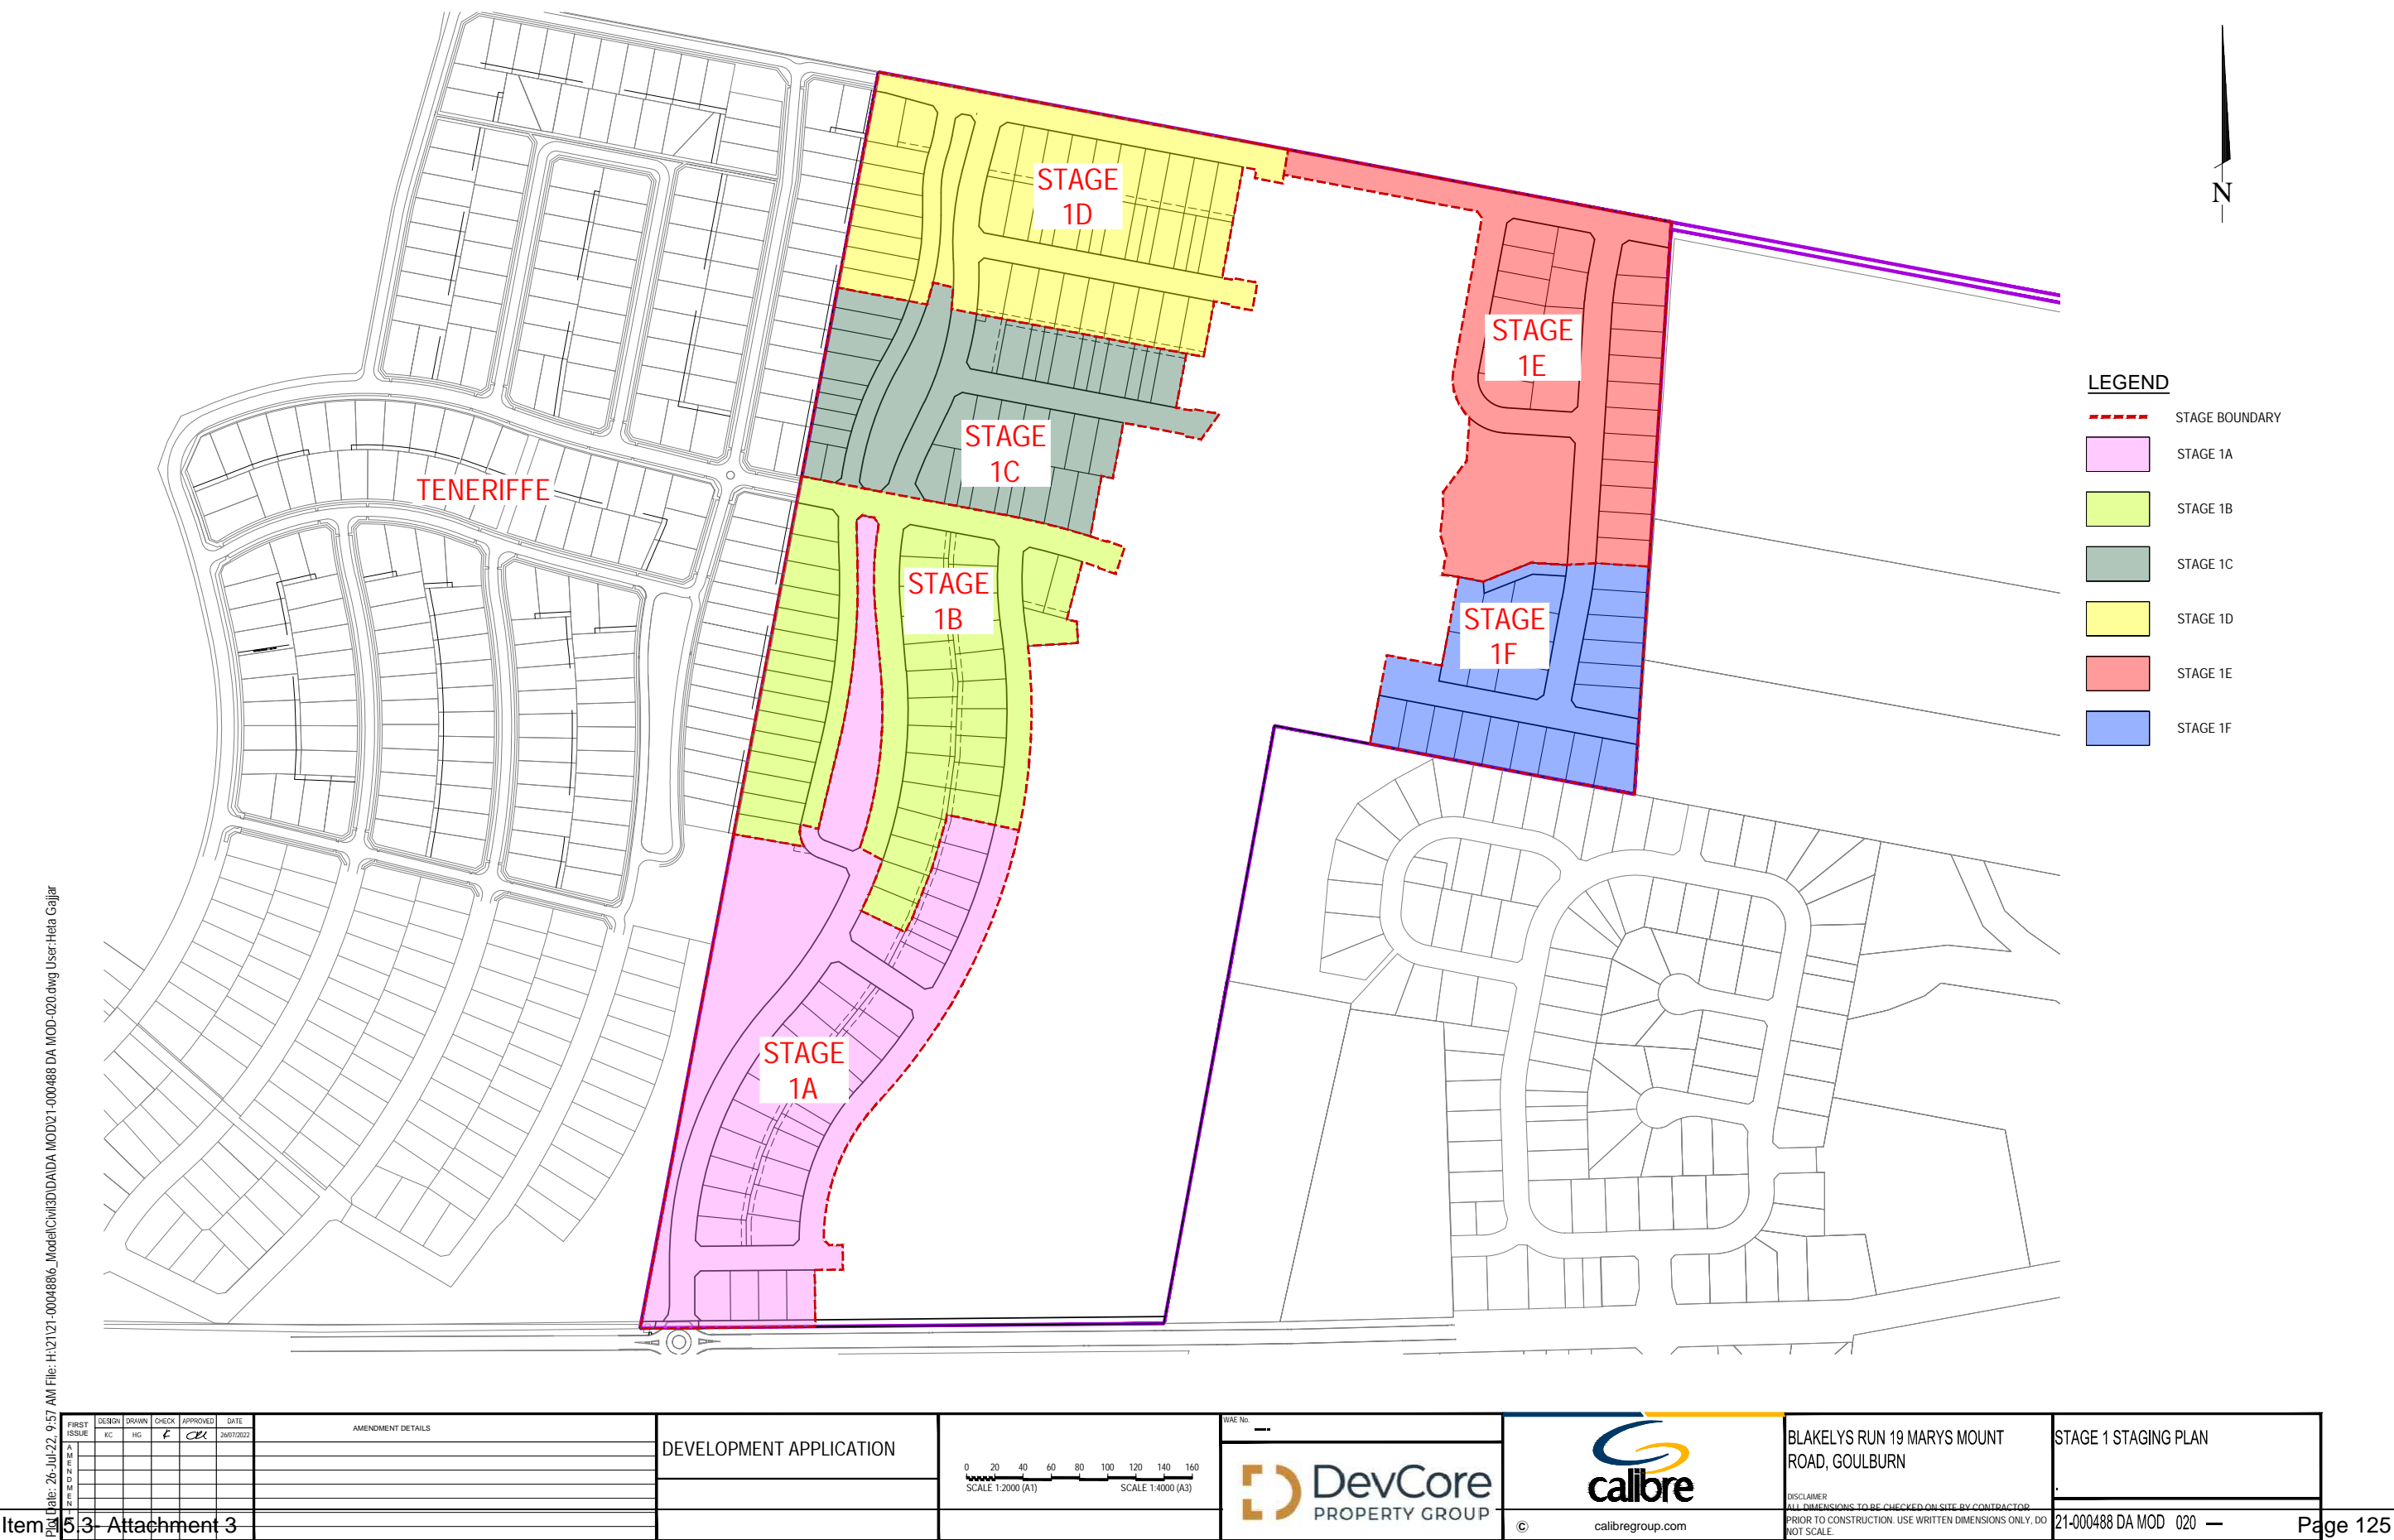 STAGE
1D
STAGE
1E
STAGE
1C
TENERIFFE
STAGE
1B
STAGE
1F
STAGE
1A
N
LEGEND
STAGE BOUNDARY
STAGE 1A
STAGE 1B
STAGE 1C
STAGE 1D
STAGE 1E
STAGE 1F
Plot Date: 26-Jul-22, 9:57 AM File: H:\21\21-000488\6_Model\Civil3D\DA\DA MOD\21-000488 DA MOD-020.dwg User:Heta Gajjar
FIRST ISSUE
DESIGN DRAWN CHECK APPROVED DATE
KC HG 26/07/2022
AMENDMENT
AMENDMENT DETAILS
DEVELOPMENT APPLICATION
0 20 40 60 80 100 120 140 160
SCALE 1:2000 (A1) SCALE 1:4000 (A3)
WAE No.
DevCore
PROPERTY GROUP
calibre
© calibregroup.com
BLAKELYS RUN 19 MARYS MOUNT
ROAD, GOULBURN
DISCLAIMER
ALL DIMENSIONS TO BE CHECKED ON SITE BY CONTRACTOR
PRIOR TO CONSTRUCTION. USE WRITTEN DIMENSIONS ONLY, DO
NOT SCALE.
STAGE 1 STAGING PLAN
21-000488 DA MOD 020 —
Item 15.3- Attachment 3
Page 125